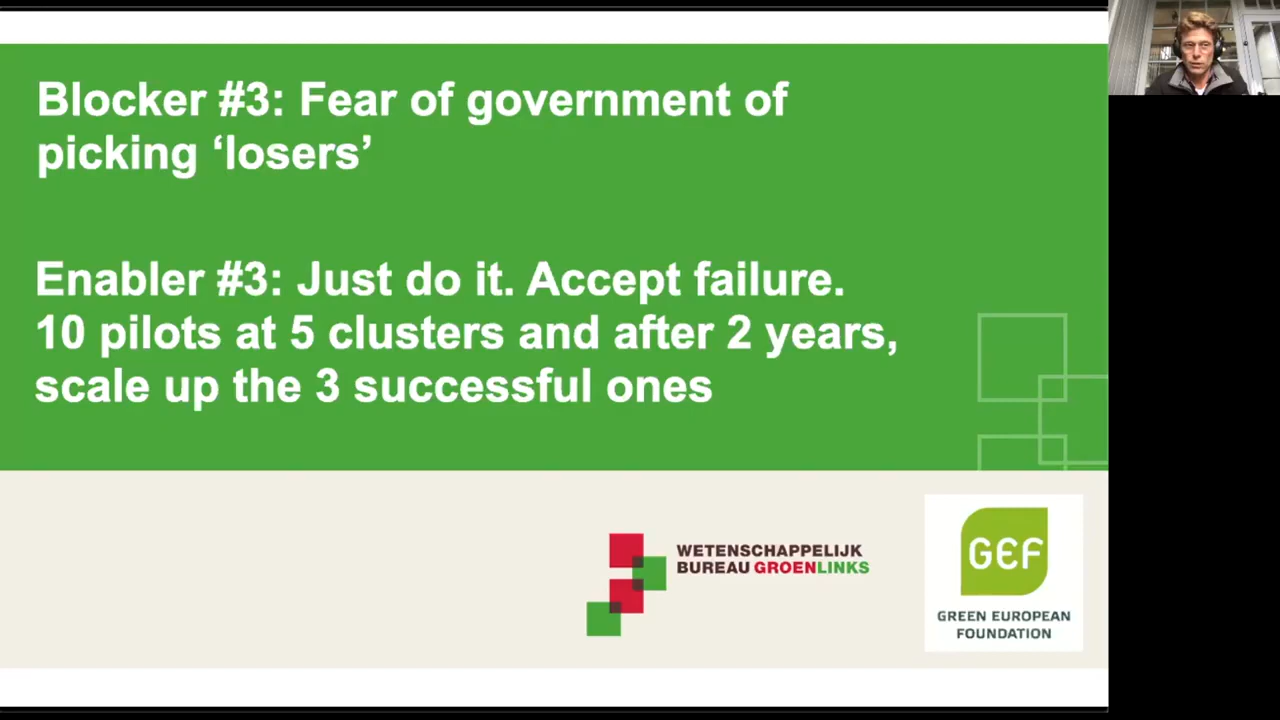 Blocker #3: Fear of government of
picking ‘losers’
Enabler #3: Just do it. Accept failure.
10 pilots at 5 clusters and after 2 years,
scale up the 3 successful ones
WETENSCHAPPELIJK
BUREAU GROENLINKS
GEF
GREEN EUROPEAN
FOUNDATION